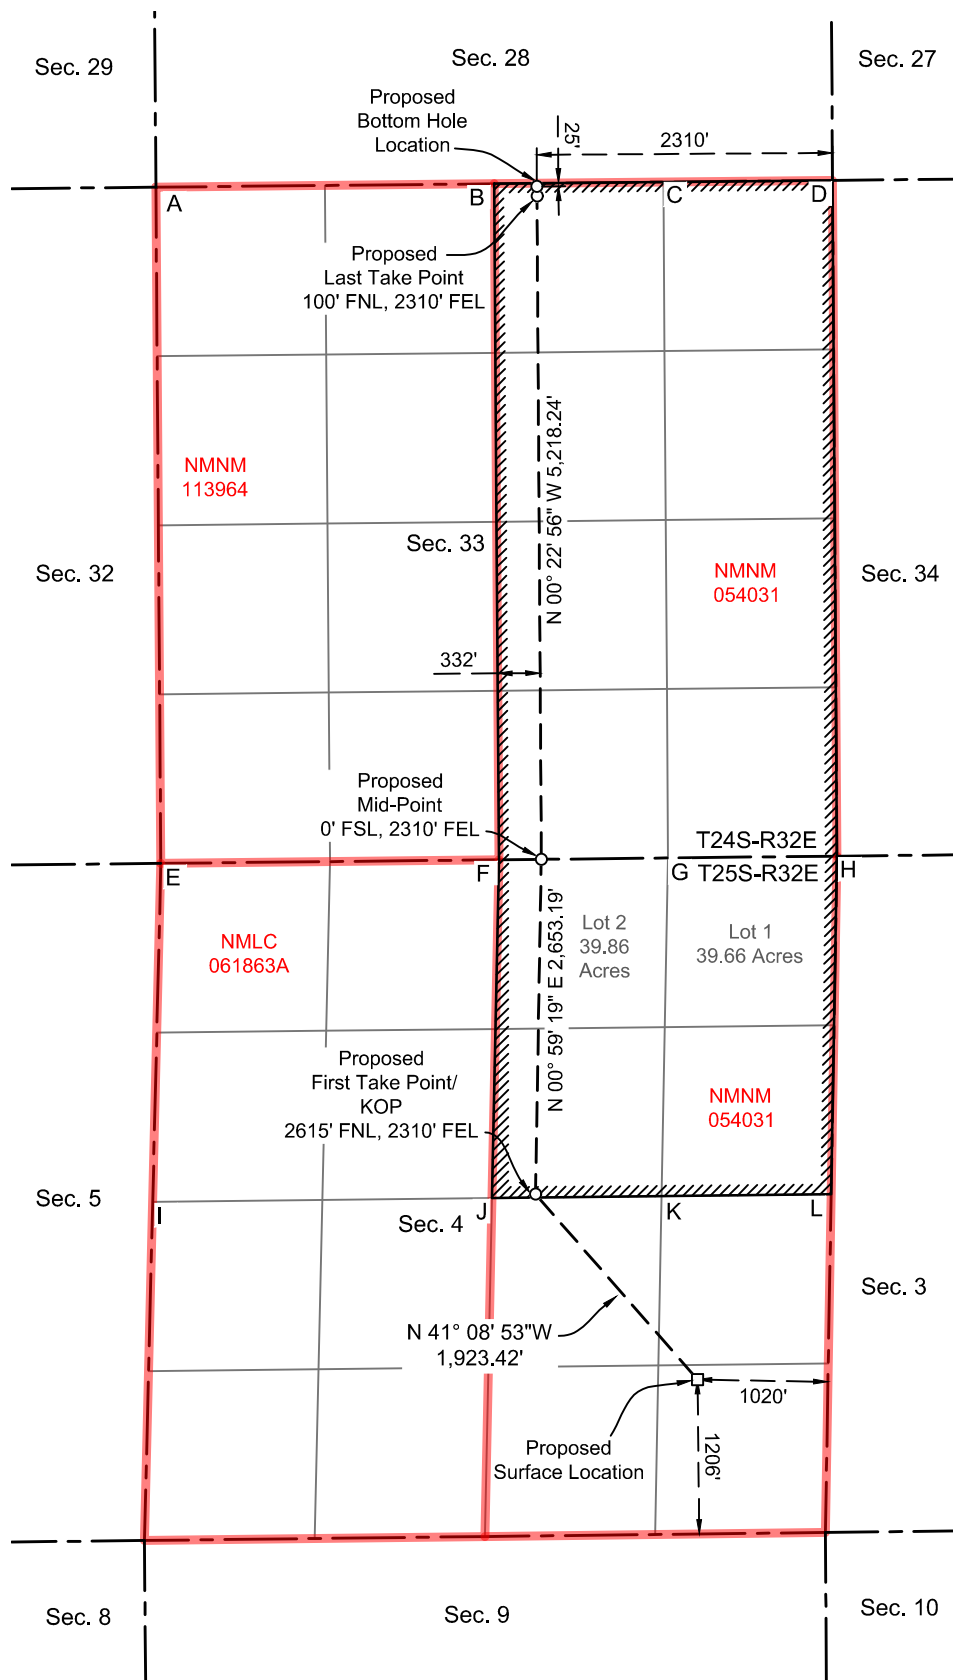 Sec. 29
Sec. 28
Sec. 27
Proposed
Bottom Hole
Location
25'
2310'
A
B
C
D
Proposed
Last Take Point
100' FNL, 2310' FEL
N 00° 22' 56" W 5,218.24'
NMNM
113964
Sec. 33
Sec. 32
NMNM
054031
Sec. 34
332'
Proposed
Mid-Point
0' FSL, 2310' FEL
T24S-R32E
E
F
G
T25S-R32E
H
NMLC
061863A
Lot 2
39.86
Acres
Lot 1
39.66 Acres
N 00° 59' 19" E 2,653.19'
Proposed
First Take Point/
KOP
2615' FNL, 2310' FEL
NMNM
054031
Sec. 5
I
J
K
L
Sec. 4
Sec. 3
N 41° 08' 53"W
1,923.42'
1020'
1206'
Proposed
Surface Location
Sec. 8
Sec. 9
Sec. 10